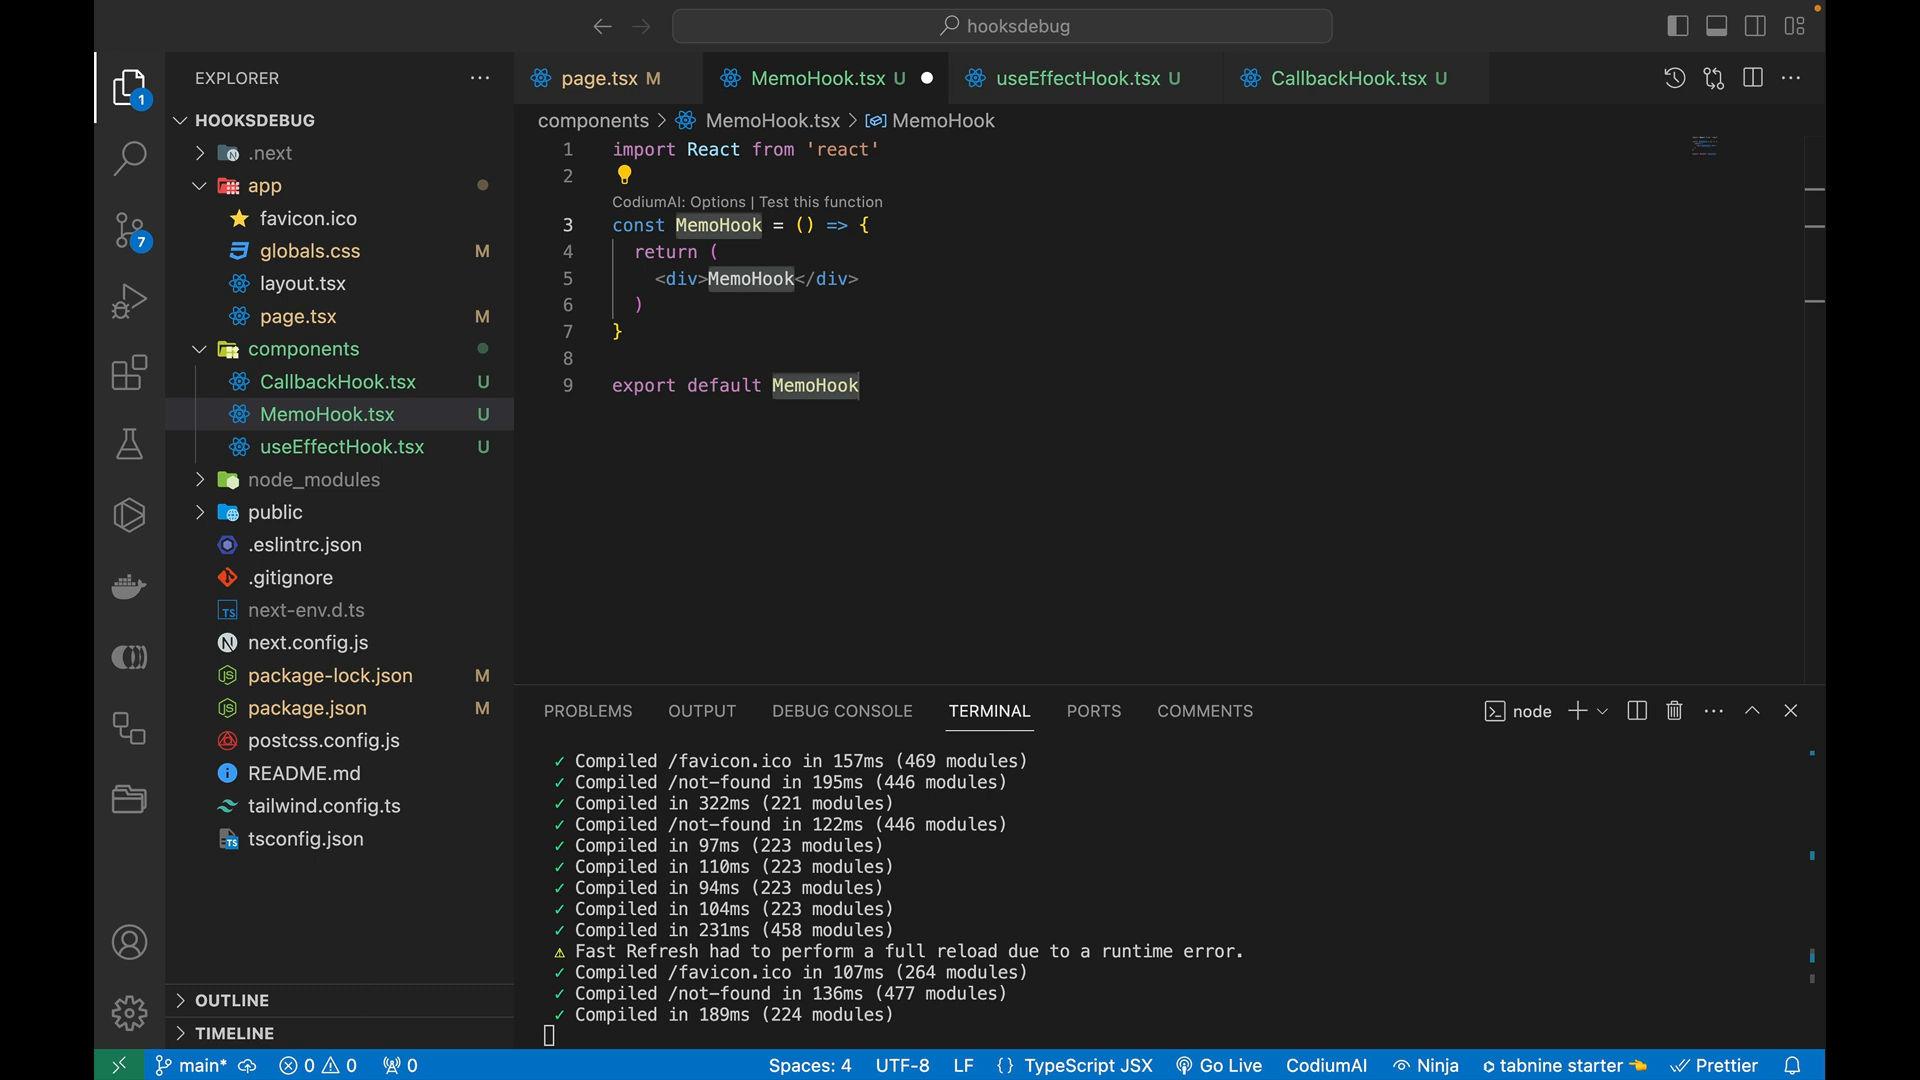 hooksdebug
EXPLORER
page.tsx M
MemoHook.tsx U
useEffectHook.tsx U
CallbackHook.tsx U
HOOKSDEBUG
.next
app
favicon.ico
globals.css M
layout.tsx
page.tsx M
components
CallbackHook.tsx U
MemoHook.tsx U
useEffectHook.tsx U
node_modules
public
.eslintrc.json
.gitignore
next-env.d.ts
next.config.js
package-lock.json M
package.json M
postcss.config.js
README.md
tailwind.config.ts
tsconfig.json
OUTLINE
TIMELINE
1
7
components > MemoHook.tsx > MemoHook
1 import React from 'react'
2
CodiumAI: Options | Test this function
3 const MemoHook = () => {
4 return (
5 <div>MemoHook</div>
6 )
7 }
8
9 export default MemoHook
PROBLEMS OUTPUT DEBUG CONSOLE TERMINAL PORTS COMMENTS
node
✓ Compiled /favicon.ico in 157ms (469 modules)
✓ Compiled /not-found in 195ms (446 modules)
✓ Compiled in 322ms (221 modules)
✓ Compiled /not-found in 122ms (446 modules)
✓ Compiled in 97ms (223 modules)
✓ Compiled in 110ms (223 modules)
✓ Compiled in 94ms (223 modules)
✓ Compiled in 104ms (223 modules)
✓ Compiled in 231ms (458 modules)
⚠ Fast Refresh had to perform a full reload due to a runtime error.
✓ Compiled /favicon.ico in 107ms (264 modules)
✓ Compiled /not-found in 136ms (477 modules)
✓ Compiled in 189ms (224 modules)
main* 0 0 0 Spaces: 4 UTF-8 LF {} TypeScript JSX Go Live CodiumAI Ninja tabnine starter Prettier